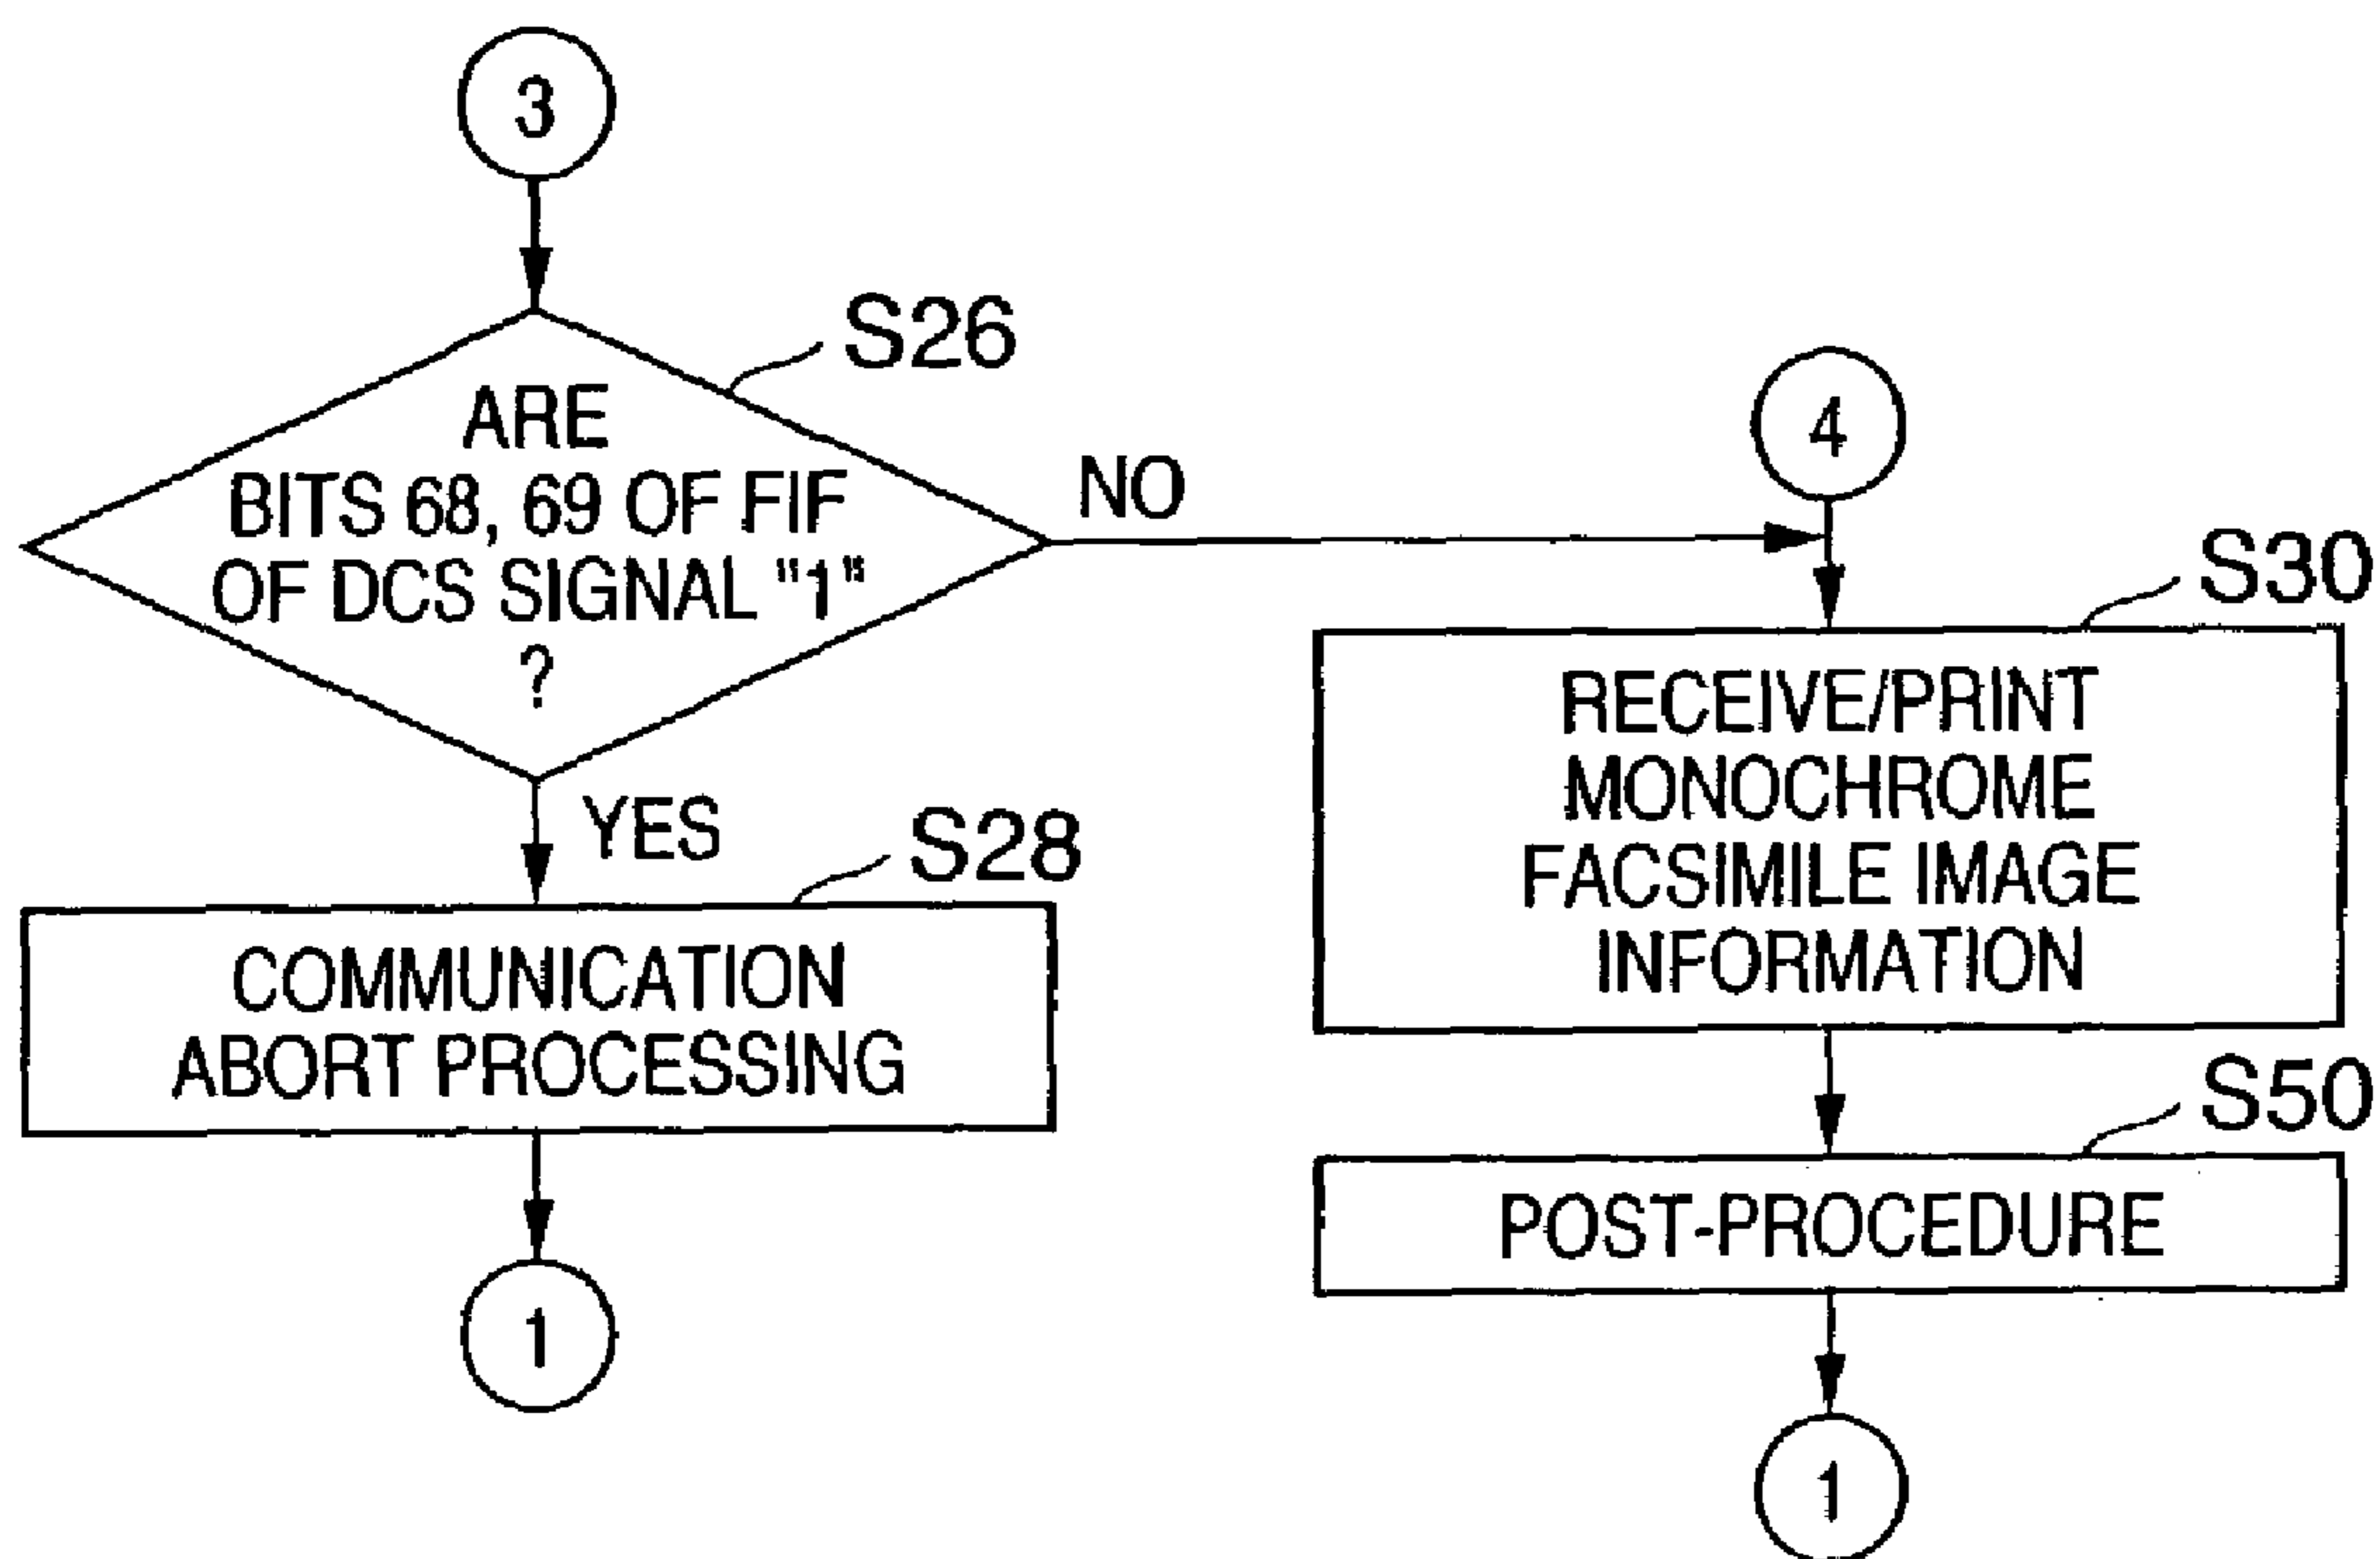 3
S26
ARE
BITS 68, 69 OF FIF
OF DCS SIGNAL "1"
?
NO
YES
S28
COMMUNICATION
ABORT PROCESSING
1
4
S30
RECEIVE/PRINT
MONOCHROME
FACSIMILE IMAGE
INFORMATION
S50
POST-PROCEDURE
1